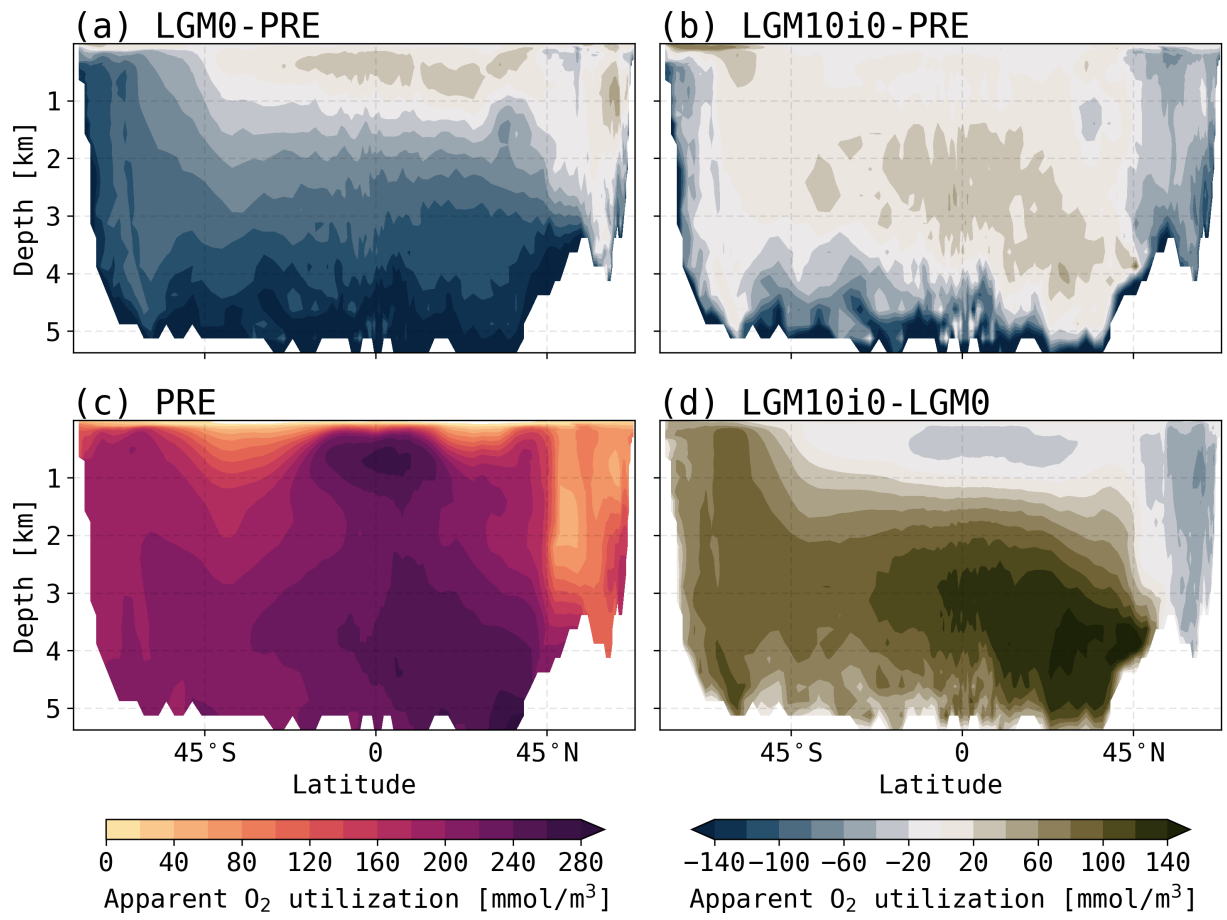 (a) LGM0-PRE
(b) LGM10i0-PRE
Depth [km]
1
2
3
4
5
(c) PRE
(d) LGM10i0-LGM0
Depth [km]
1
2
3
4
5
45°S 0 45°N
45°S 0 45°N
Latitude
Latitude
0 40 80 120 160 200 240 280
−140 −100 −60 −20 20 60 100 140
Apparent O₂ utilization [mmol/m³]
Apparent O₂ utilization [mmol/m³]